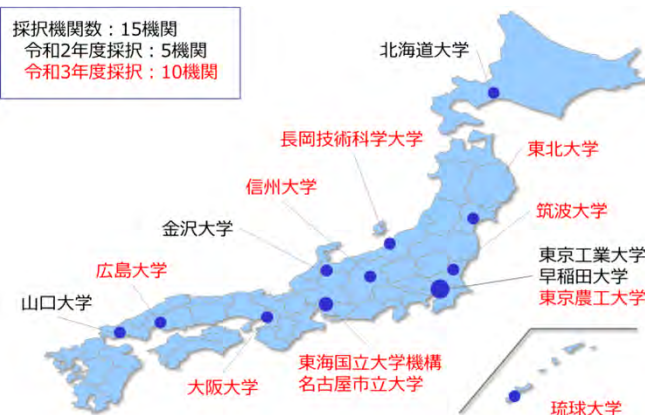 採択機関数：15機関
令和2年度採択：5機関
令和3年度採択：10機関
北海道大学
長岡技術科学大学
東北大学
信州大学
筑波大学
金沢大学
東京工業大学
早稲田大学
東京農工大学
広島大学
山口大学
大阪大学
東海国立大学機構
名古屋市立大学
琉球大学